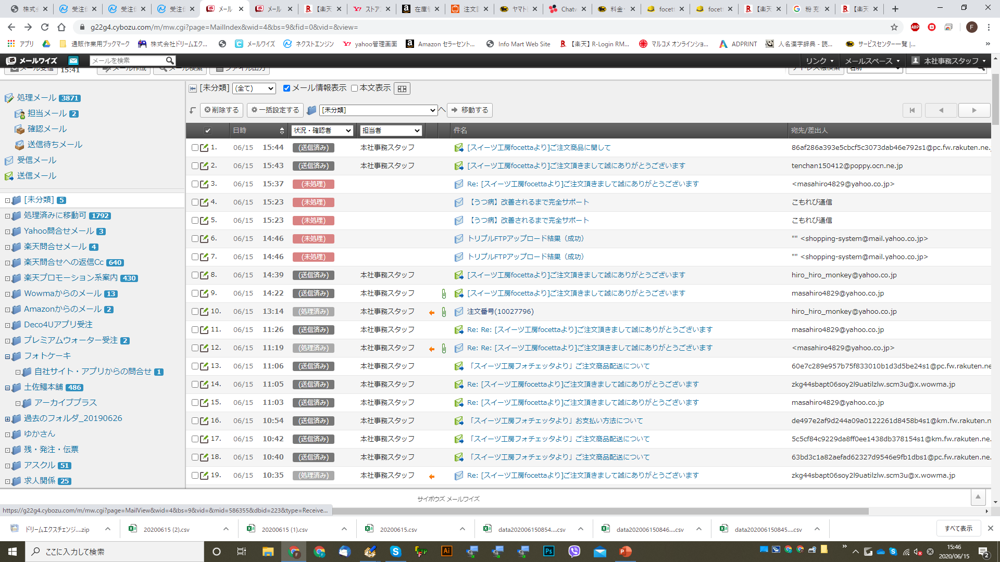 株式会
受注伝
受注伝
受注伝
メール
メール
【楽天
ストア
在庫管
注文詳
ヤマト
Chatw
料金・
focett
focett
【楽天
粉 充
【楽天
g22g4.cybozu.com/m/mw.cgi?page=MailIndex&wid=4&bs=9&fid=0&vid=&view=
アプリ
通販作業用ブックマーク
株式会社ドリームエク...
メールワイズ
ネクストエンジン
yahoo管理画面
Amazon セラーセント...
Info Mart Web Site
【楽天】R-Login RM...
マルコメ オンラインショ...
ADPRINT
人名漢字辞典 - 読...
サービスセンター一覧 |...
メールワイズ
メールを検索
リンク
メールスペース
本社事務スタッフ
メール受信
15:41
メール作成
メール検索
ファイル出力
アドレス帳検索
名前
処理メール 3871
担当メール 2
確認メール
送信待ちメール
受信メール
送信メール
[未分類] 5
処理済みに移動可 1792
Yahoo問合せメール 3
楽天問合せメール 4
楽天問合せへの返信Cc 640
楽天プロモーション系案内 430
Wowmaからのメール 13
Amazonからのメール 2
Deco4Uアプリ受注
プレミアムウォーター受注 2
フォトケーキ
自社サイト・アプリからの問合せ 1
土佐鰻本舗 486
アーカイブプラス
過去のフォルダ_20190626
ゆかさん
残・発注・伝票
アスクル 51
求人関係 25
[未分類] (全て) メール情報表示 本文表示
削除する 一括設定する [未分類] へ 移動する
日時 状況・確認者 担当者 件名 宛先/差出人
1. 06/15 15:44 (送信済み) 本社事務スタッフ [スイーツ工房focettaより]ご注文商品に関して 86af286a393e5cbcf5c3073dab46e792s1@pc.fw.rakuten.ne.
2. 06/15 15:43 (送信済み) 本社事務スタッフ [スイーツ工房focettaより]ご注文頂きまして誠にありがとうございます tenchan150412@poppy.ocn.ne.jp
3. 06/15 15:37 (未処理) Re: [スイーツ工房focettaより]ご注文頂きまして誠にありがとうございます <masahiro4829@yahoo.co.jp>
4. 06/15 15:23 (未処理) 【うつ病】改善されるまで完全サポート こもれび通信
5. 06/15 15:23 (未処理) 【うつ病】改善されるまで完全サポート こもれび通信
6. 06/15 14:46 (未処理) トリプルFTPアップロード結果（成功） "" <shopping-system@mail.yahoo.co.jp>
7. 06/15 14:46 (未処理) トリプルFTPアップロード結果（成功） "" <shopping-system@mail.yahoo.co.jp>
8. 06/15 14:39 (送信済み) 本社事務スタッフ [スイーツ工房focettaより]ご注文頂きまして誠にありがとうございます hiro_hiro_monkey@yahoo.co.jp
9. 06/15 14:22 (送信済み) 本社事務スタッフ [スイーツ工房focettaより]ご注文頂きまして誠にありがとうございます masahiro4829@yahoo.co.jp
10. 06/15 13:14 (処理済み) 本社事務スタッフ 注文番号(10027796) hiro_hiro_monkey@yahoo.co.jp
11. 06/15 11:26 (送信済み) 本社事務スタッフ Re: Re: [スイーツ工房focettaより]ご注文頂きまして誠にありがとうございます masahiro4829@yahoo.co.jp
12. 06/15 11:19 (処理済み) 本社事務スタッフ Re: Re: [スイーツ工房focettaより]ご注文頂きまして誠にありがとうございます <masahiro4829@yahoo.co.jp>
13. 06/15 11:06 (送信済み) 本社事務スタッフ 「スイーツ工房フォチェッタより」ご注文商品配送について 60e7c289e957b75f833010b1d3d5be24s1@pc.fw.rakuten.ne
14. 06/15 11:05 (送信済み) 本社事務スタッフ Re: [スイーツ工房focettaより]ご注文頂きまして誠にありがとうございます zkg44sbapt06soy2l9uatilzlw.scm3u@x.wowma.jp
15. 06/15 11:03 (送信済み) 本社事務スタッフ Re: [スイーツ工房focettaより]ご注文頂きまして誠にありがとうございます masahiro4829@yahoo.co.jp
16. 06/15 10:54 (送信済み) 本社事務スタッフ 「スイーツ工房フォチェッタより」お支払い方法について de497e2af9d244a09a0122261d8458b4s1@km.fw.rakuten.n
17. 06/15 10:42 (送信済み) 本社事務スタッフ 「スイーツ工房フォチェッタより」ご注文商品配送について 5c5cf84c9229da8ff0ee1438db378154s1@km.fw.rakuten.ne.
18. 06/15 10:40 (送信済み) 本社事務スタッフ 「スイーツ工房フォチェッタより」ご注文商品配送について 63bd3c1a82aefad62327d9546e9fb1dbs1@pc.fw.rakuten.ne.
19. 06/15 10:35 (処理済み) 本社事務スタッフ Re: [スイーツ工房focettaより]ご注文頂きまして誠にありがとうございます zkg44sbapt06soy2l9uatilzlw.scm3u@x.wowma.jp
サイボウズ メールワイズ
https://g22g4.cybozu.com/m/mw.cgi?page=MailView&wid=4&bs=9&vid=&mid=586355&dbid=223&type=Receive...
ドリームエクスチェンジ....zip
20200615 (2).csv
20200615 (1).csv
20200615.csv
data202006150854....csv
data202006150846....csv
data202006150845....csv
すべて表示
ここに入力して検索
15:46
2020/06/15
2